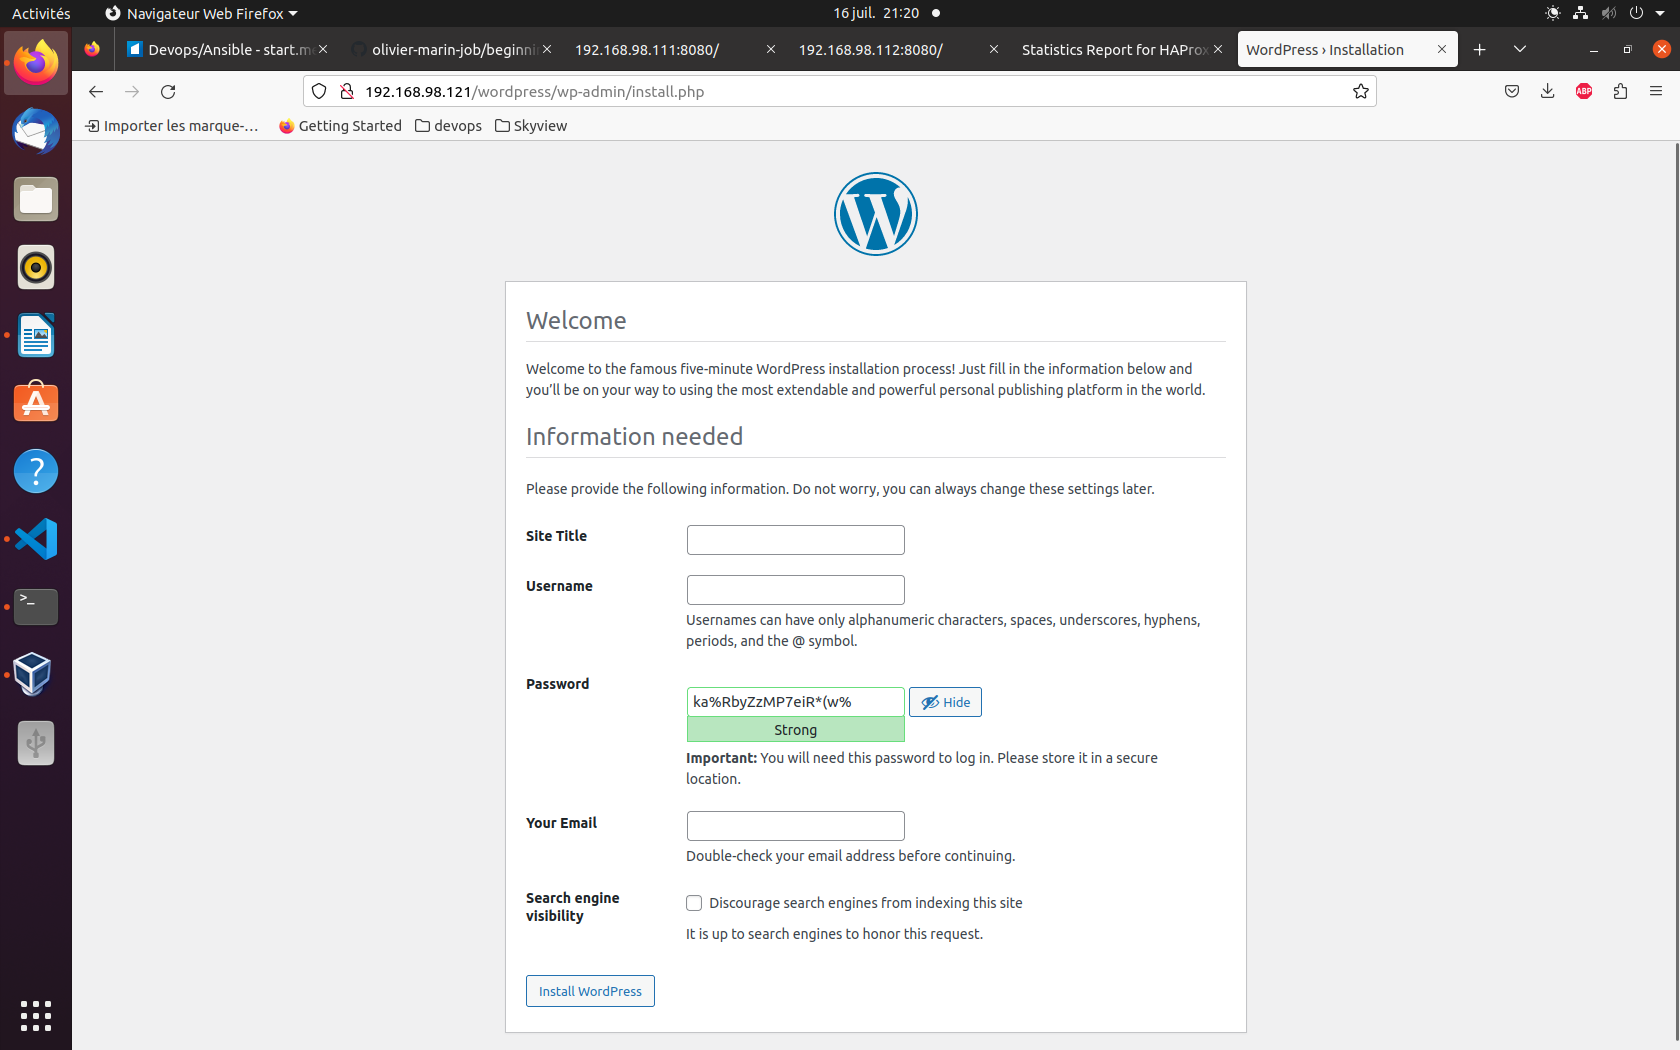 Activités
Navigateur Web Firefox
16 juil. 21:20
Devops/Ansible - start.me
olivier-marin-job/beginnin
192.168.98.111:8080/
192.168.98.112:8080/
Statistics Report for HAProx
WordPress › Installation
192.168.98.121/wordpress/wp-admin/install.php
ABP
Importer les marque-…
Getting Started
devops
Skyview
Welcome
Welcome to the famous five-minute WordPress installation process! Just fill in the information below and
you’ll be on your way to using the most extendable and powerful personal publishing platform in the world.
Information needed
Please provide the following information. Do not worry, you can always change these settings later.
Site Title
Username
Usernames can have only alphanumeric characters, spaces, underscores, hyphens,
periods, and the @ symbol.
Password
ka%RbyZzMP7eiR*(w%
Hide
Strong
Important: You will need this password to log in. Please store it in a secure
location.
Your Email
Double-check your email address before continuing.
Search engine
visibility
Discourage search engines from indexing this site
It is up to search engines to honor this request.
Install WordPress